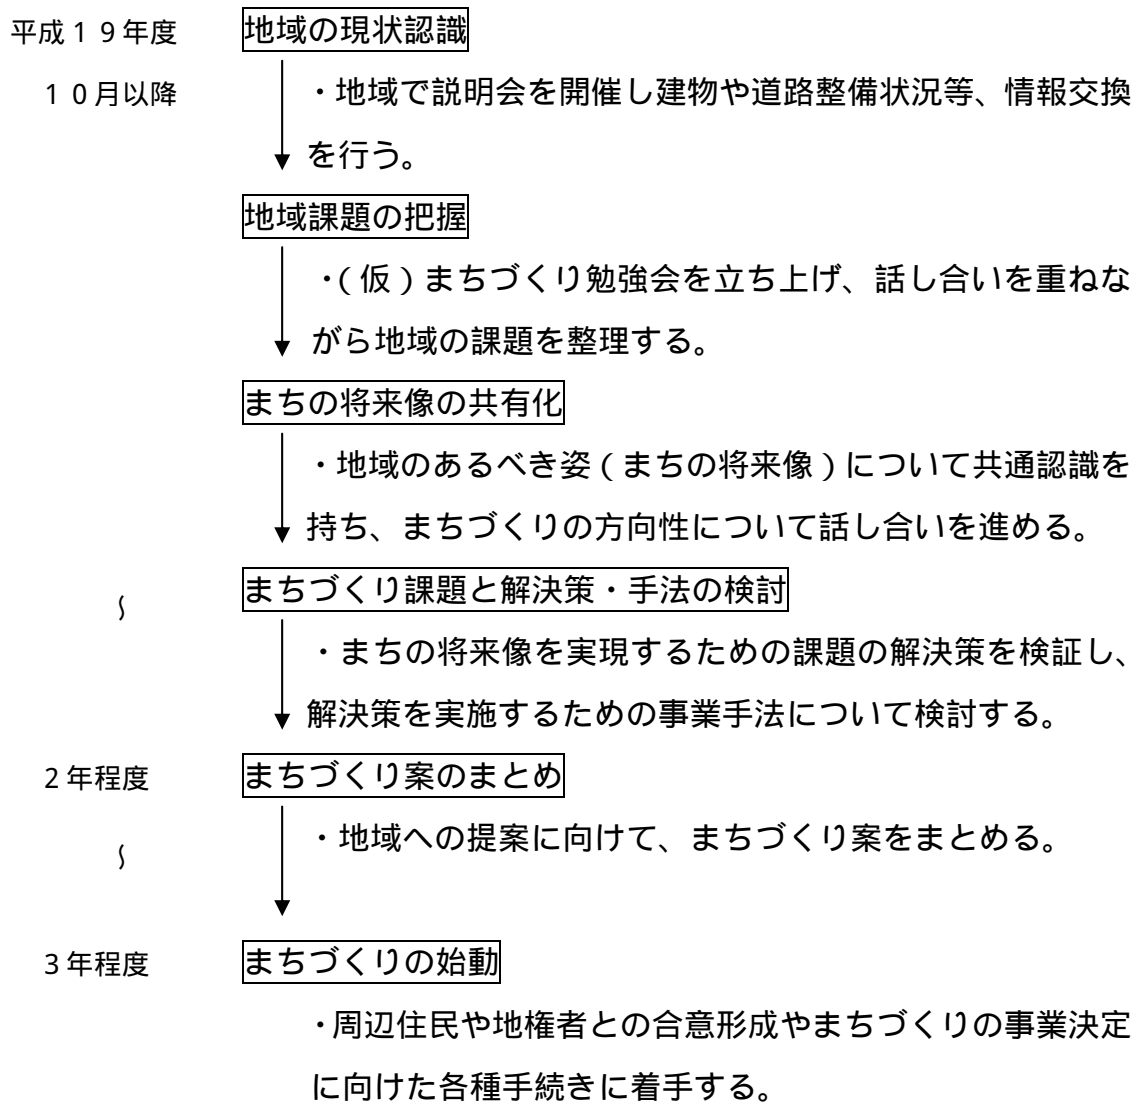 平成１９年度 地域の現状認識
１０月以降 ・地域で説明会を開催し建物や道路整備状況等、情報交換
を行う。
地域課題の把握
・(仮)まちづくり勉強会を立ち上げ、話し合いを重ねな
がら地域の課題を整理する。
まちの将来像の共有化
・地域のあるべき姿(まちの将来像)について共通認識を
持ち、まちづくりの方向性について話し合いを進める。
～ まちづくり課題と解決策・手法の検討
・まちの将来像を実現するための課題の解決策を検証し、
解決策を実施するための事業手法について検討する。
２年程度 まちづくり案のまとめ
～ ・地域への提案に向けて、まちづくり案をまとめる。
３年程度 まちづくりの始動
・周辺住民や地権者との合意形成やまちづくりの事業決定
に向けた各種手続きに着手する。